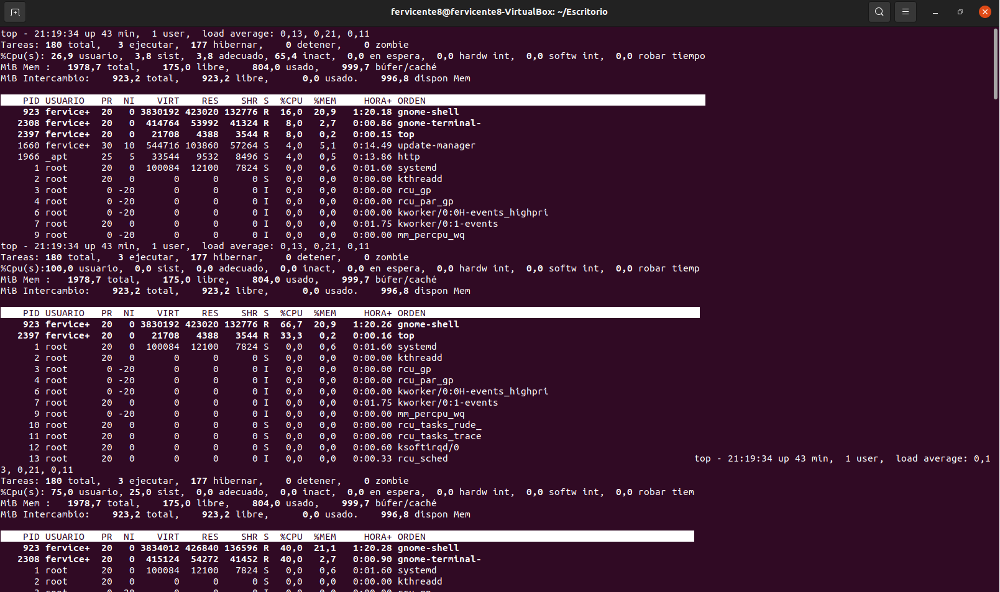 fervicente8@fervicente8-VirtualBox: ~/Escritorio
top - 21:19:34 up 43 min,  1 user,  load average: 0,13, 0,21, 0,11
Tareas: 180 total,   3 ejecutar,  177 hibernar,    0 detener,    0 zombie
%Cpu(s): 26,9 usuario,  3,8 sist,  3,8 adecuado, 65,4 inact,  0,0 en espera,  0,0 hardw int,  0,0 softw int,  0,0 robar tiempo
MiB Mem :   1978,7 total,    175,0 libre,    804,0 usado,    999,7 búfer/caché
MiB Intercambio:    923,2 total,    923,2 libre,      0,0 usado.    996,8 dispon Mem
    PID USUARIO   PR  NI    VIRT    RES    SHR S  %CPU  %MEM     HORA+ ORDEN
    923 fervice+  20   0 3830192 423020 132776 R  16,0  20,9   1:20.18 gnome-shell
   2308 fervice+  20   0  414764  53992  41324 R   8,0   2,7   0:00.86 gnome-terminal-
   2397 fervice+  20   0   21708   4388   3544 R   8,0   0,2   0:00.15 top
   1660 fervice+  30  10  544716 103860  57264 S   4,0   5,1   0:14.49 update-manager
   1966 _apt      25   5   33544   9532   8496 S   4,0   0,5   0:13.86 http
      1 root      20   0  100084  12100   7824 S   0,0   0,6   0:01.60 systemd
      2 root      20   0       0      0      0 S   0,0   0,0   0:00.00 kthreadd
      3 root       0 -20       0      0      0 I   0,0   0,0   0:00.00 rcu_gp
      4 root       0 -20       0      0      0 I   0,0   0,0   0:00.00 rcu_par_gp
      6 root       0 -20       0      0      0 I   0,0   0,0   0:00.00 kworker/0:0H-events_highpri
      7 root      20   0       0      0      0 I   0,0   0,0   0:01.75 kworker/0:1-events
      9 root       0 -20       0      0      0 I   0,0   0,0   0:00.00 mm_percpu_wq
top - 21:19:34 up 43 min,  1 user,  load average: 0,13, 0,21, 0,11
Tareas: 180 total,   3 ejecutar,  177 hibernar,    0 detener,    0 zombie
%Cpu(s):100,0 usuario,  0,0 sist,  0,0 adecuado,  0,0 inact,  0,0 en espera,  0,0 hardw int,  0,0 softw int,  0,0 robar tiemp
MiB Mem :   1978,7 total,    175,0 libre,    804,0 usado,    999,7 búfer/caché
MiB Intercambio:    923,2 total,    923,2 libre,      0,0 usado.    996,8 dispon Mem
    PID USUARIO   PR  NI    VIRT    RES    SHR S  %CPU  %MEM     HORA+ ORDEN
    923 fervice+  20   0 3830192 423020 132776 R  66,7  20,9   1:20.26 gnome-shell
   2397 fervice+  20   0   21708   4388   3544 R  33,3   0,2   0:00.16 top
      1 root      20   0  100084  12100   7824 S   0,0   0,6   0:01.60 systemd
      2 root      20   0       0      0      0 S   0,0   0,0   0:00.00 kthreadd
      3 root       0 -20       0      0      0 I   0,0   0,0   0:00.00 rcu_gp
      4 root       0 -20       0      0      0 I   0,0   0,0   0:00.00 rcu_par_gp
      6 root       0 -20       0      0      0 I   0,0   0,0   0:00.00 kworker/0:0H-events_highpri
      7 root      20   0       0      0      0 I   0,0   0,0   0:01.75 kworker/0:1-events
      9 root       0 -20       0      0      0 I   0,0   0,0   0:00.00 mm_percpu_wq
     10 root      20   0       0      0      0 S   0,0   0,0   0:00.00 rcu_tasks_rude_
     11 root      20   0       0      0      0 S   0,0   0,0   0:00.00 rcu_tasks_trace
     12 root      20   0       0      0      0 S   0,0   0,0   0:00.60 ksoftirqd/0
     13 root      20   0       0      0      0 I   0,0   0,0   0:00.33 rcu_sched                                            top - 21:19:34 up 43 min,  1 user,  load average: 0,1
3, 0,21, 0,11
Tareas: 180 total,   3 ejecutar,  177 hibernar,    0 detener,    0 zombie
%Cpu(s): 75,0 usuario, 25,0 sist,  0,0 adecuado,  0,0 inact,  0,0 en espera,  0,0 hardw int,  0,0 softw int,  0,0 robar tiem
MiB Mem :   1978,7 total,    175,0 libre,    804,0 usado,    999,7 búfer/caché
MiB Intercambio:    923,2 total,    923,2 libre,      0,0 usado.    996,8 dispon Mem
    PID USUARIO   PR  NI    VIRT    RES    SHR S  %CPU  %MEM     HORA+ ORDEN
    923 fervice+  20   0 3834012 426840 136596 R  40,0  21,1   1:20.28 gnome-shell
   2308 fervice+  20   0  415124  54272  41452 R  40,0   2,7   0:00.90 gnome-terminal-
      1 root      20   0  100084  12100   7824 S   0,0   0,6   0:01.60 systemd
      2 root      20   0       0      0      0 S   0,0   0,0   0:00.00 kthreadd